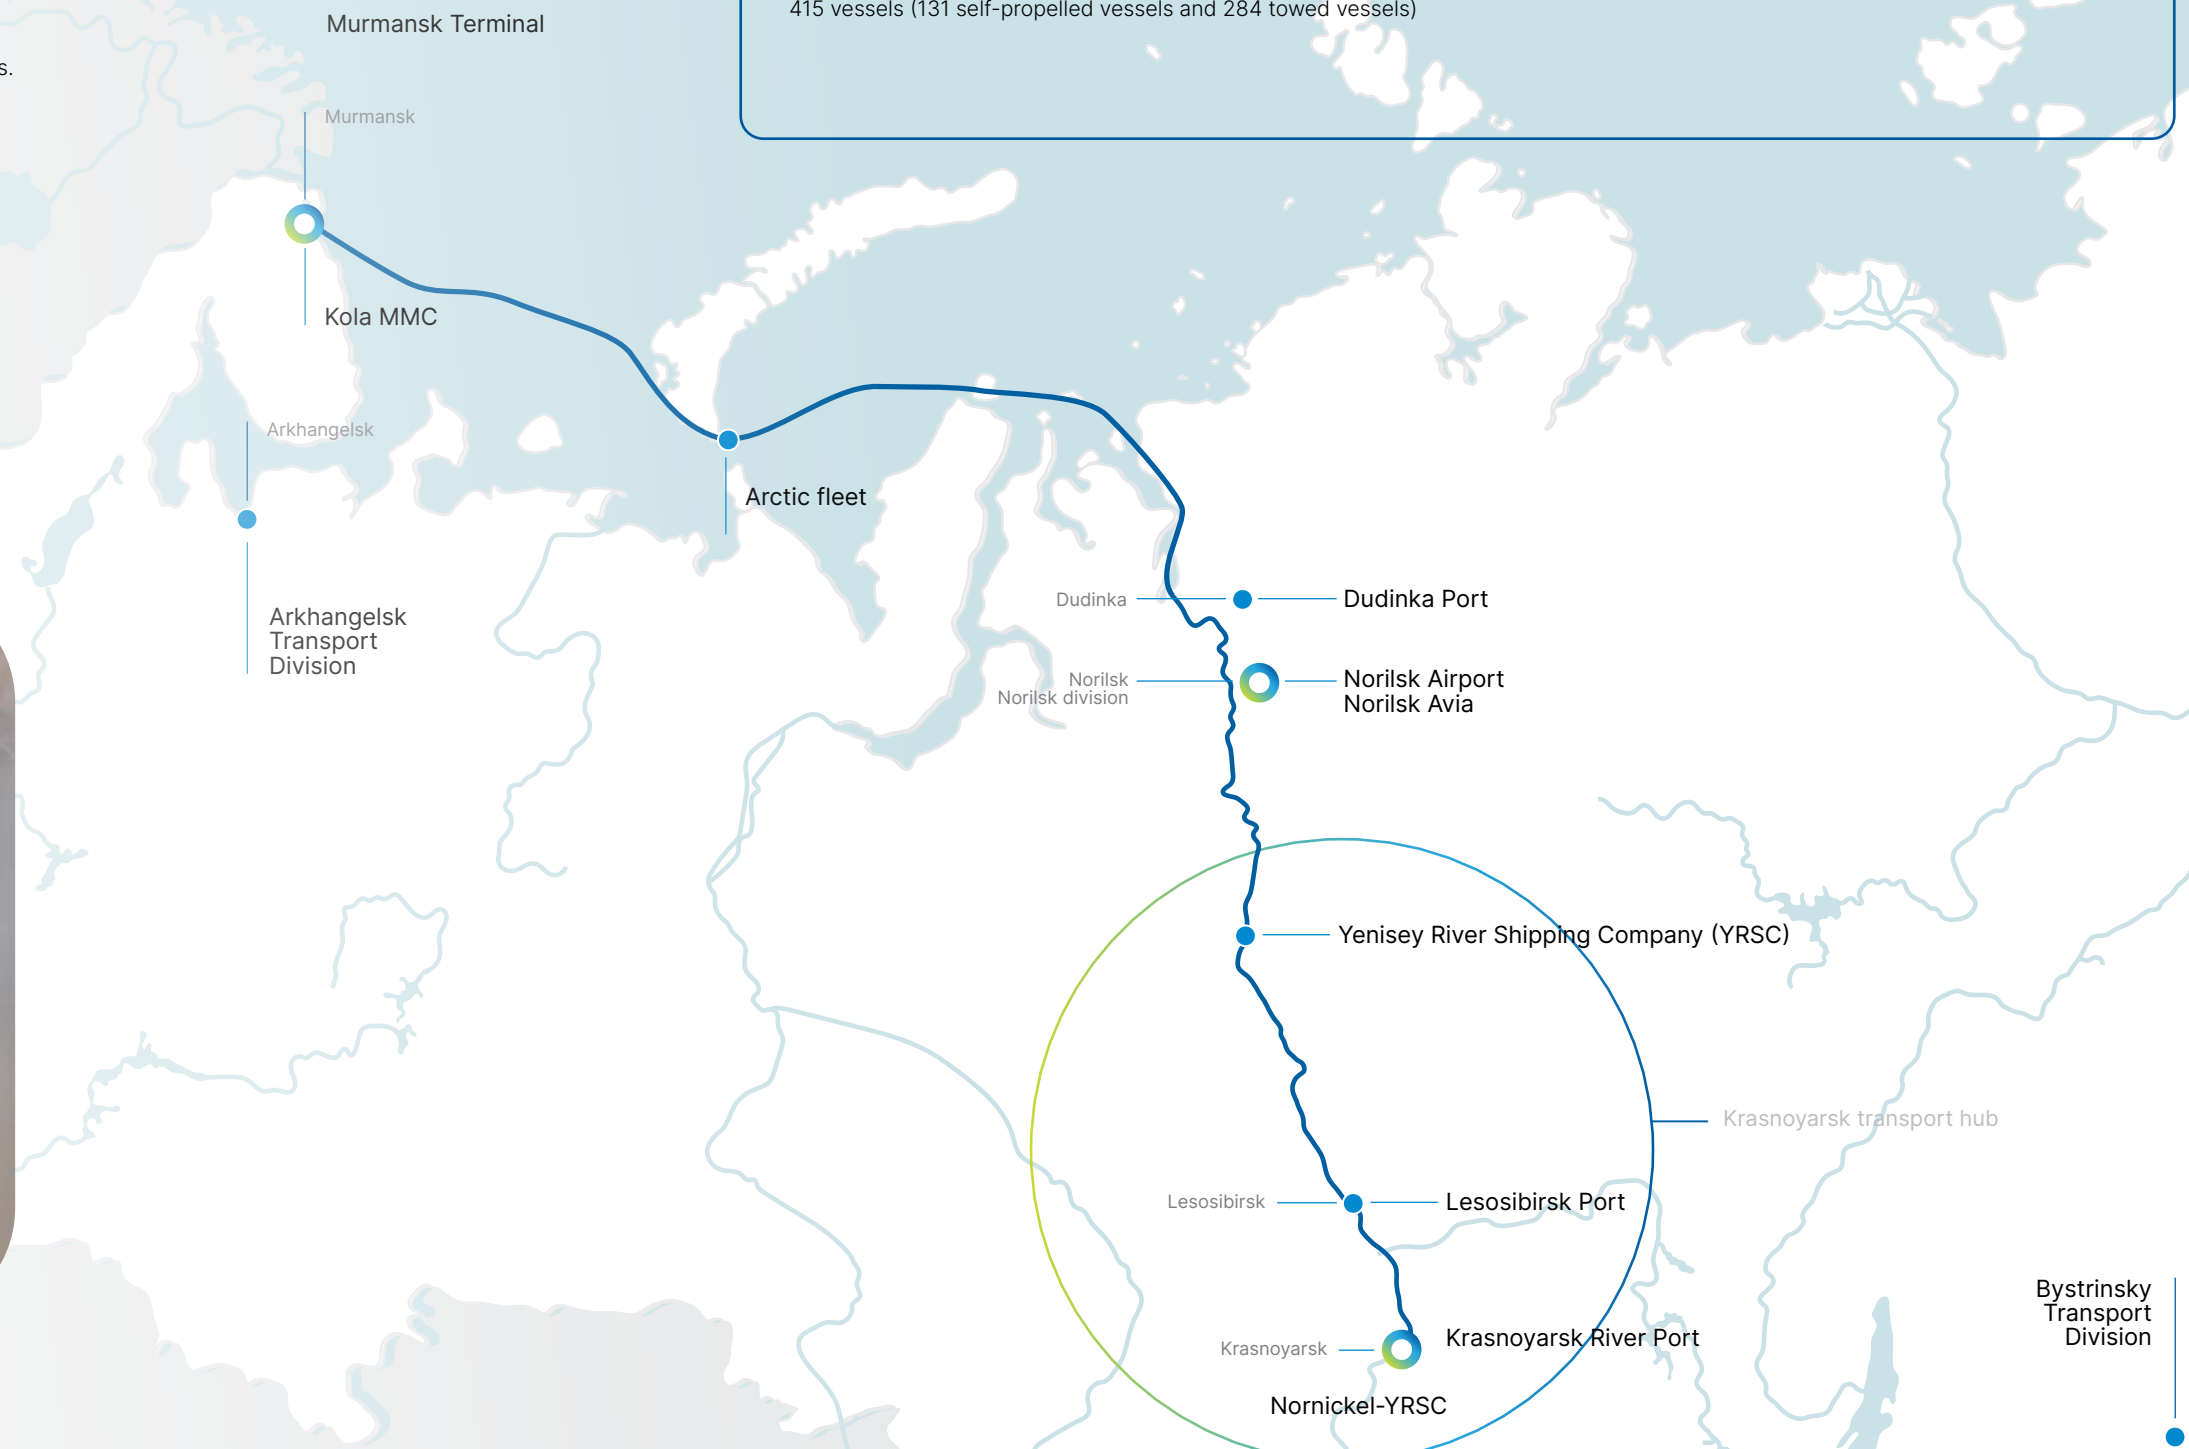 415 vessels (131 self-propelled vessels and 284 towed vessels)
Murmansk Terminal
s.
Murmansk
Kola MMC
Arkhangelsk
Arctic fleet
Arkhangelsk
Transport
Division
Dudinka
Dudinka Port
Norilsk
Norilsk division
Norilsk Airport
Norilsk Avia
Yenisey River Shipping Company (YRSC)
Krasnoyarsk transport hub
Lesosibirsk
Lesosibirsk Port
Bystrinsky
Transport
Division
Krasnoyarsk
Krasnoyarsk River Port
Nornickel-YRSC